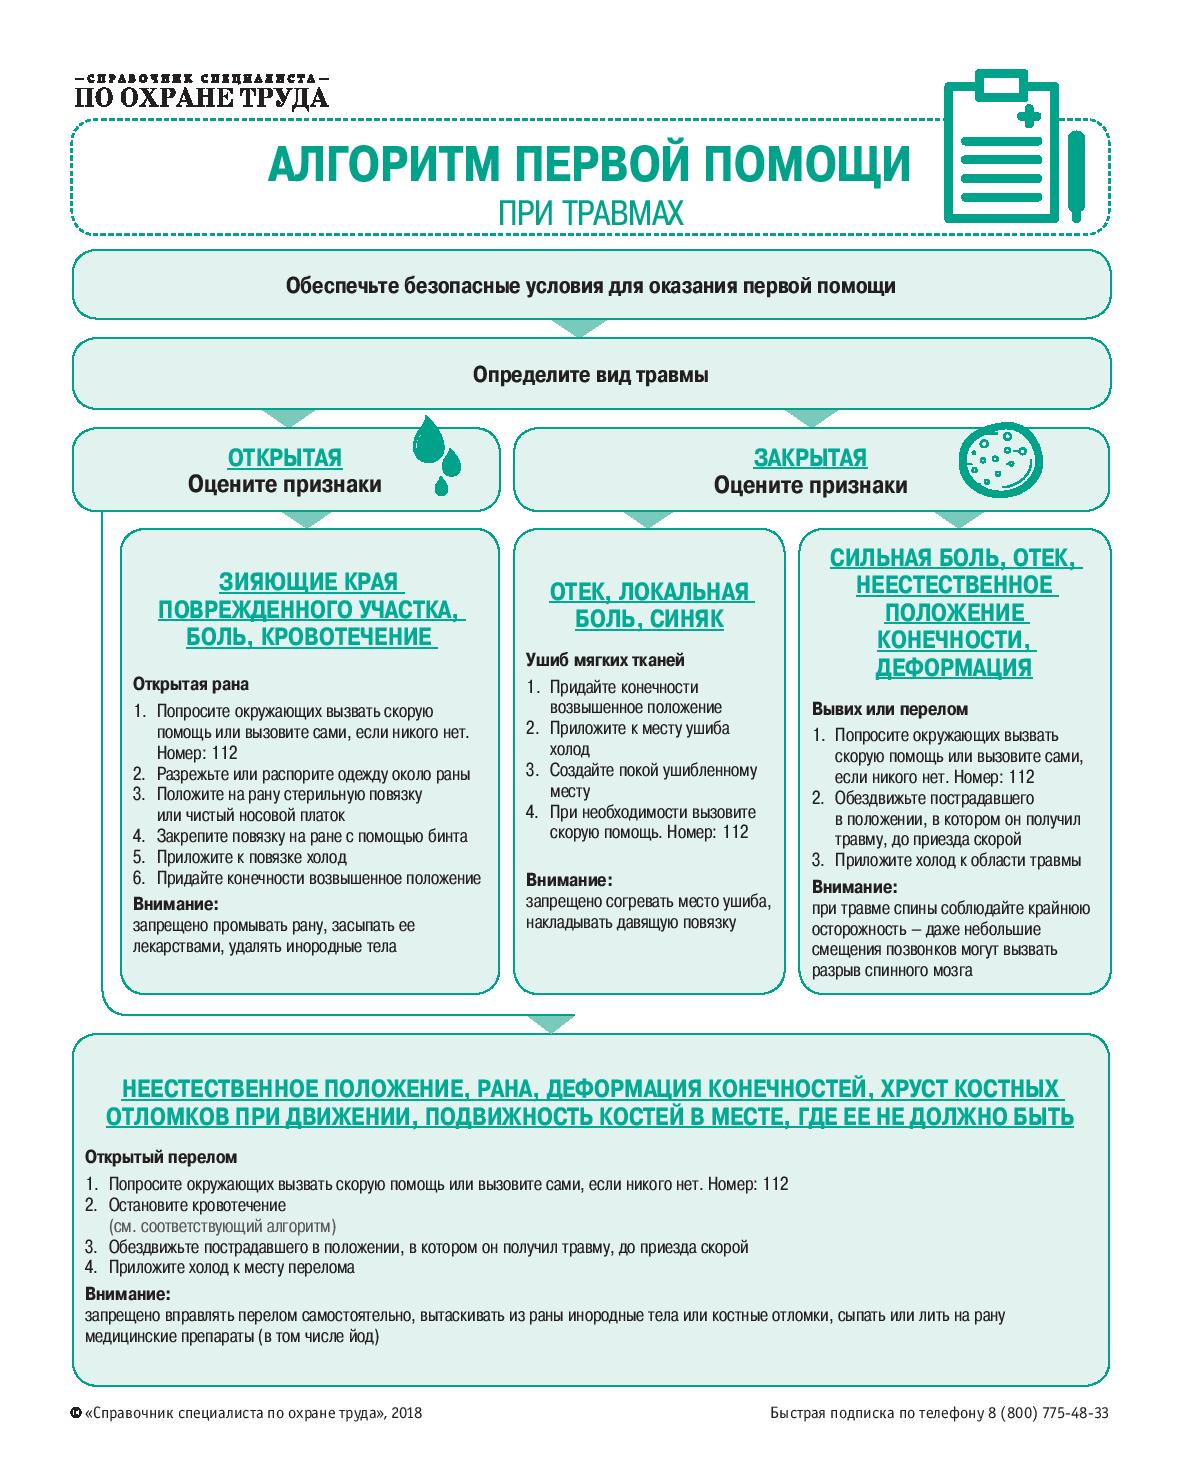 СПРАВОЧНИК СПЕЦИАЛИСТА
ПО ОХРАНЕ ТРУДА
АЛГОРИТМ ПЕРВОЙ ПОМОЩИ
ПРИ ТРАВМАХ
Обеспечьте безопасные условия для оказания первой помощи
Определите вид травмы
ОТКРЫТАЯ
Оцените признаки
ЗАКРЫТАЯ
Оцените признаки
ЗИЯЮЩИЕ КРАЯ
ПОВРЕЖДЕННОГО УЧАСТКА,
БОЛЬ, КРОВОТЕЧЕНИЕ
Открытая рана
1. Попросите окружающих вызвать скорую
помощь или вызовите сами, если никого нет.
Номер: 112
2. Разрежьте или распорите одежду около раны
3. Положите на рану стерильную повязку
или чистый носовой платок
4. Закрепите повязку на ране с помощью бинта
5. Приложите к повязке холод
6. Придайте конечности возвышенное положение
Внимание:
запрещено промывать рану, засыпать ее
лекарствами, удалять инородные тела
ОТЕК, ЛОКАЛЬНАЯ
БОЛЬ, СИНЯК
Ушиб мягких тканей
1. Придайте конечности
возвышенное положение
2. Приложите к месту ушиба
холод
3. Создайте покой ушибленному
месту
4. При необходимости вызовите
скорую помощь. Номер: 112
Внимание:
запрещено согревать место ушиба,
накладывать давящую повязку
СИЛЬНАЯ БОЛЬ, ОТЕК,
НЕЕСТЕСТВЕННОЕ
ПОЛОЖЕНИЕ
КОНЕЧНОСТИ,
ДЕФОРМАЦИЯ
Вывих или перелом
1. Попросите окружающих вызвать
скорую помощь или вызовите сами,
если никого нет. Номер: 112
2. Обездвижьте пострадавшего
в положении, в котором он получил
травму, до приезда скорой
3. Приложите холод к области травмы
Внимание:
при травме спины соблюдайте крайнюю
осторожность – даже небольшие
смещения позвонков могут вызвать
разрыв спинного мозга
НЕЕСТЕСТВЕННОЕ ПОЛОЖЕНИЕ, РАНА, ДЕФОРМАЦИЯ КОНЕЧНОСТЕЙ, ХРУСТ КОСТНЫХ
ОТЛОМКОВ ПРИ ДВИЖЕНИИ, ПОДВИЖНОСТЬ КОСТЕЙ В МЕСТЕ, ГДЕ ЕЕ НЕ ДОЛЖНО БЫТЬ
Открытый перелом
1. Попросите окружающих вызвать скорую помощь или вызовите сами, если никого нет. Номер: 112
2. Остановите кровотечение
(см. соответствующий алгоритм)
3. Обездвижьте пострадавшего в положении, в котором он получил травму, до приезда скорой
4. Приложите холод к месту перелома
Внимание:
запрещено вправлять перелом самостоятельно, вытаскивать из раны инородные тела или костные отломки, сыпать или лить на рану
медицинские препараты (в том числе йод)
«Справочник специалиста по охране труда», 2018
Быстрая подписка по телефону 8 (800) 775-48-33